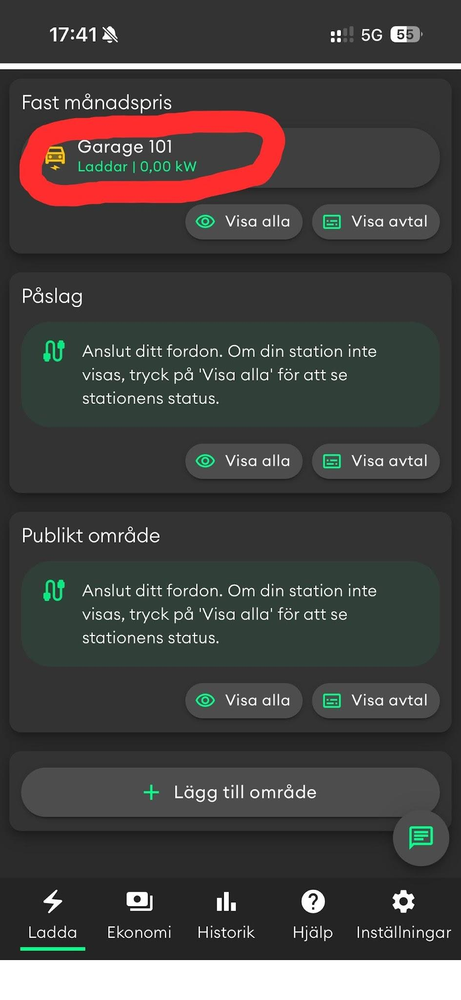 17:41 5G 55
Fast månadspris
Garage 101
Laddar | 0,00 kW
Visa alla Visa avtal
Påslag
Anslut ditt fordon. Om din station inte
visas, tryck på 'Visa alla' för att se
stationens status.
Visa alla Visa avtal
Publikt område
Anslut ditt fordon. Om din station inte
visas, tryck på 'Visa alla' för att se
stationens status.
Visa alla Visa avtal
+ Lägg till område
Ladda Ekonomi Historik Hjälp Inställningar